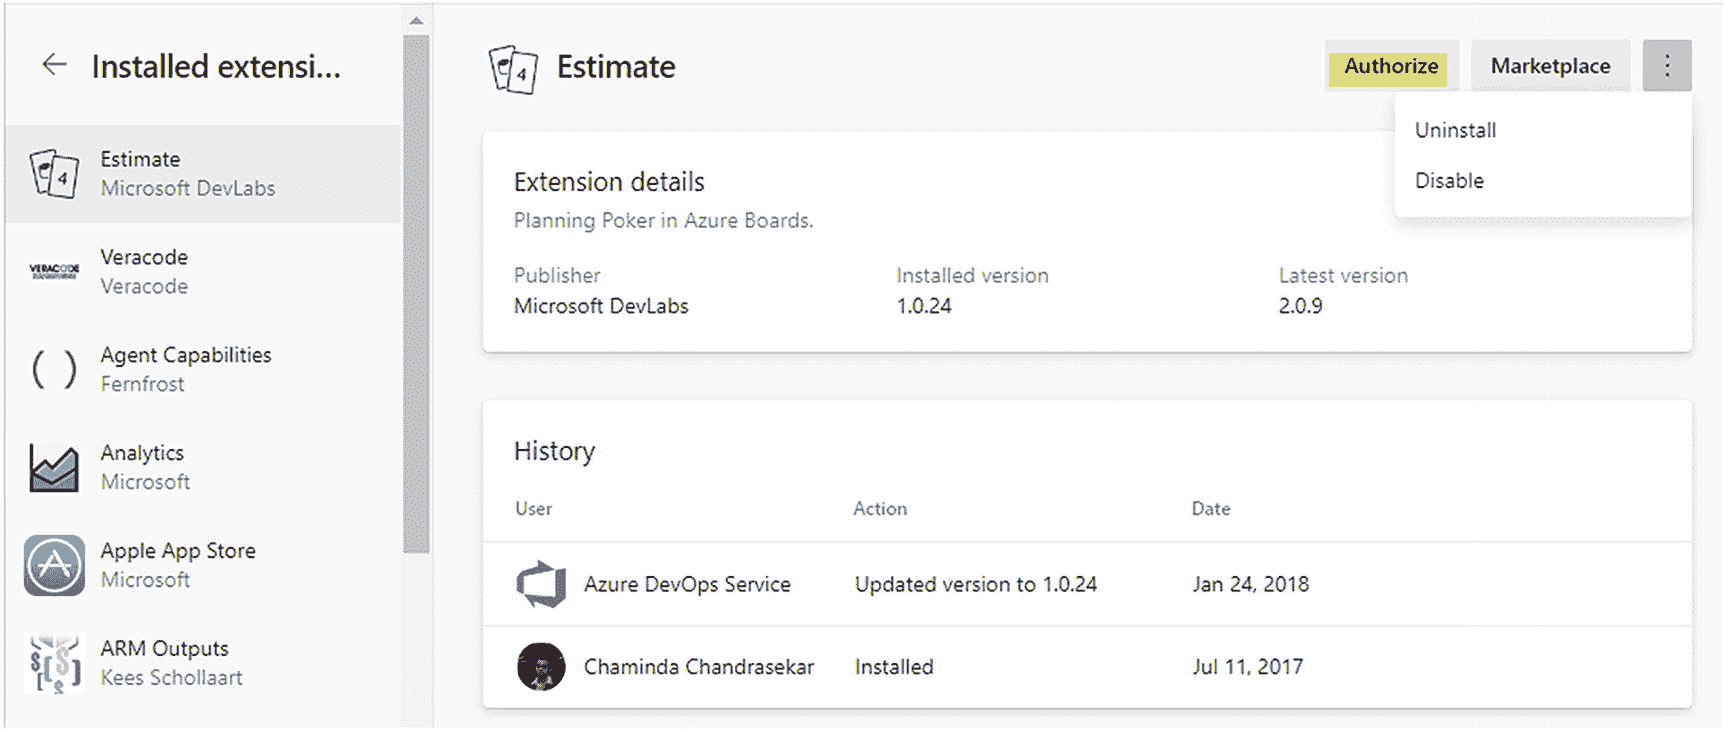 Installed extensi...
Estimate
Microsoft DevLabs
VERACODE
Veracode
Veracode
Agent Capabilities
Fernfrost
Analytics
Microsoft
Apple App Store
Microsoft
ARM Outputs
Kees Schollaart
4
Estimate
Authorize
Marketplace
Uninstall
Disable
Extension details
Planning Poker in Azure Boards.
Publisher
Installed version
Latest version
Microsoft DevLabs
1.0.24
2.0.9
History
User
Action
Date
Azure DevOps Service
Updated version to 1.0.24
Jan 24, 2018
Chaminda Chandrasekar
Installed
Jul 11, 2017